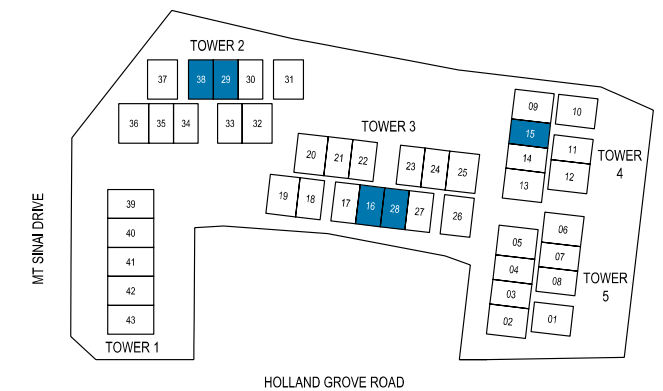 TOWER 2
37 38 29 30 31
36 35 34 33 32
TOWER 3
20 21 22 23 24 25
19 18 17 16 28 27 26
09 10
15
14 11
13 12
TOWER
4
05 06
04 07
03 08
02 01
TOWER
5
39
40
41
42
43
TOWER 1
MT SINAI DRIVE
HOLLAND GROVE ROAD